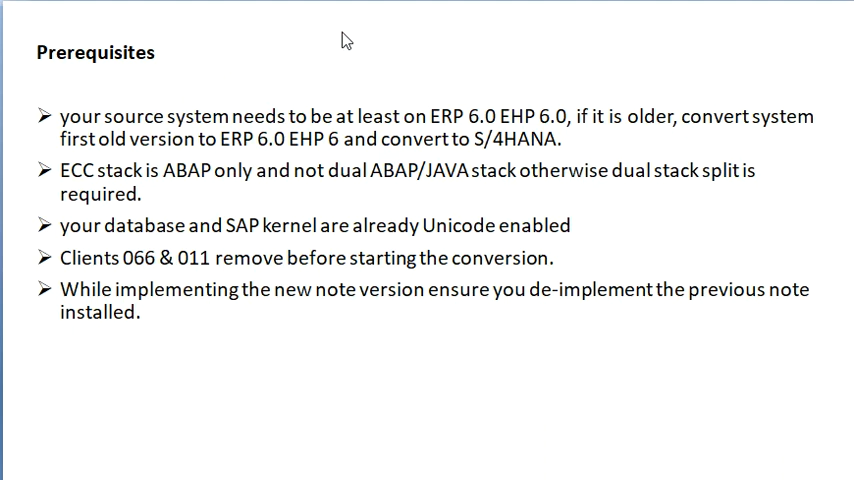 Prerequisites
➢ your source system needs to be at least on ERP 6.0 EHP 6.0, if it is older, convert system
first old version to ERP 6.0 EHP 6 and convert to S/4HANA.
➢ ECC stack is ABAP only and not dual ABAP/JAVA stack otherwise dual stack split is
required.
➢ your database and SAP kernel are already Unicode enabled
➢ Clients 066 & 011 remove before starting the conversion.
➢ While implementing the new note version ensure you de-implement the previous note
installed.